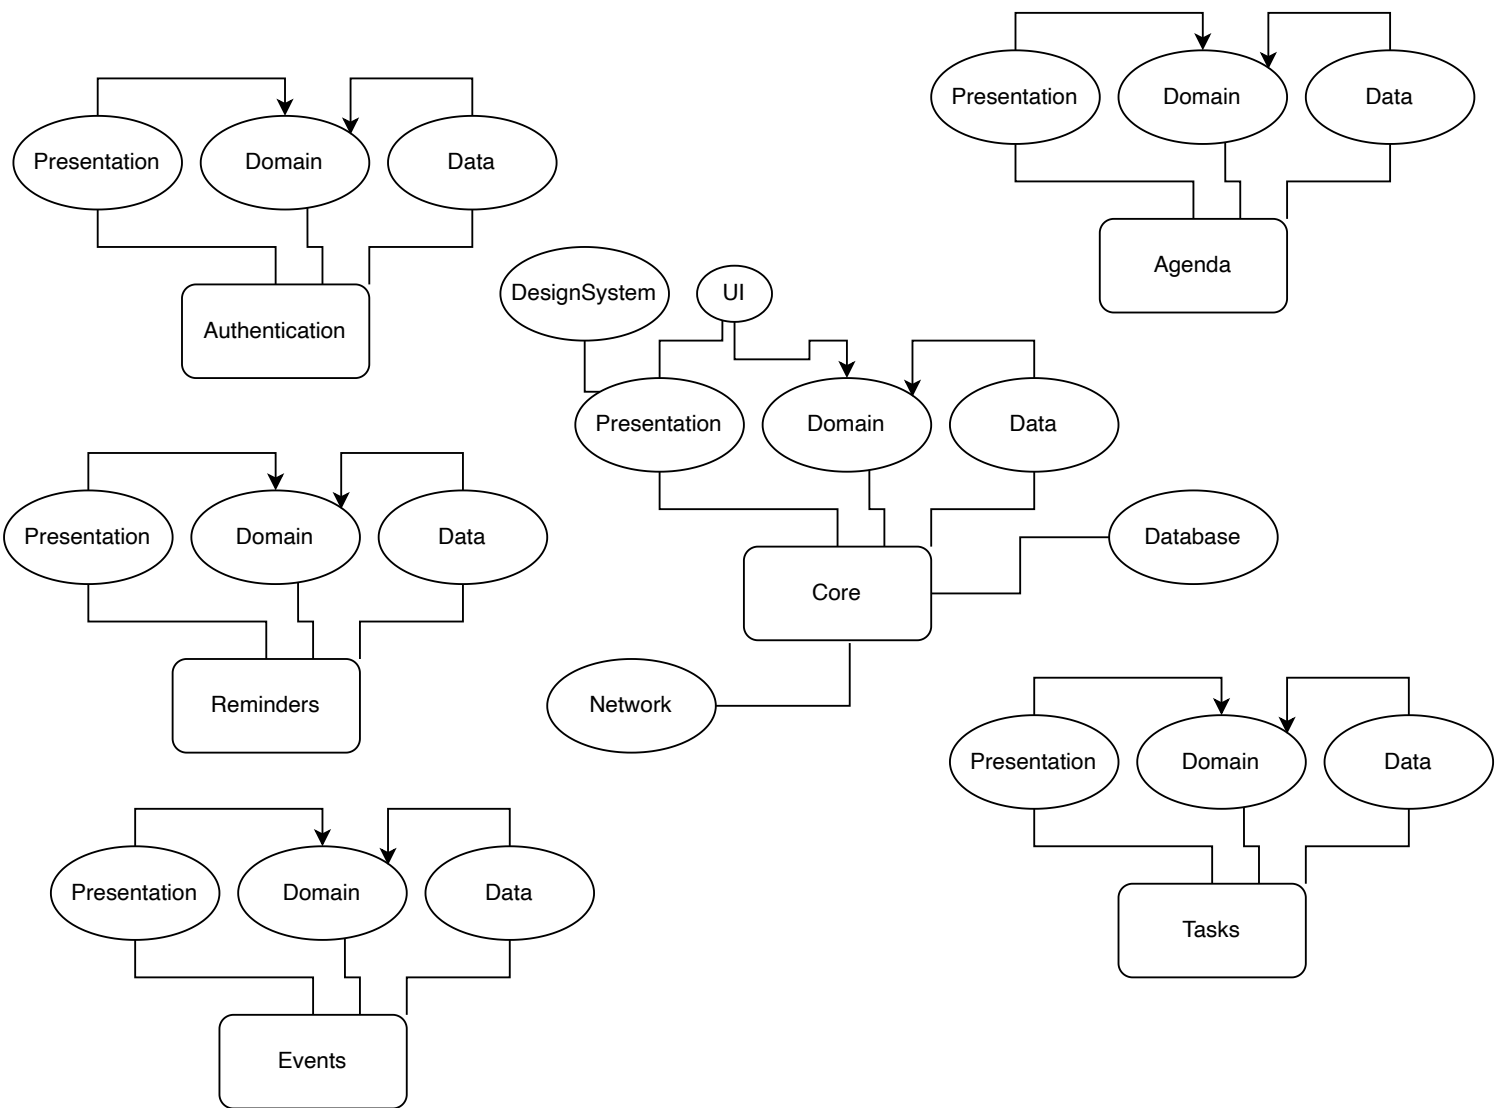 Presentation
Domain
Data
Authentication
Presentation
Domain
Data
Agenda
DesignSystem
UI
Presentation
Domain
Data
Core
Database
Network
Presentation
Domain
Data
Reminders
Presentation
Domain
Data
Tasks
Presentation
Domain
Data
Events